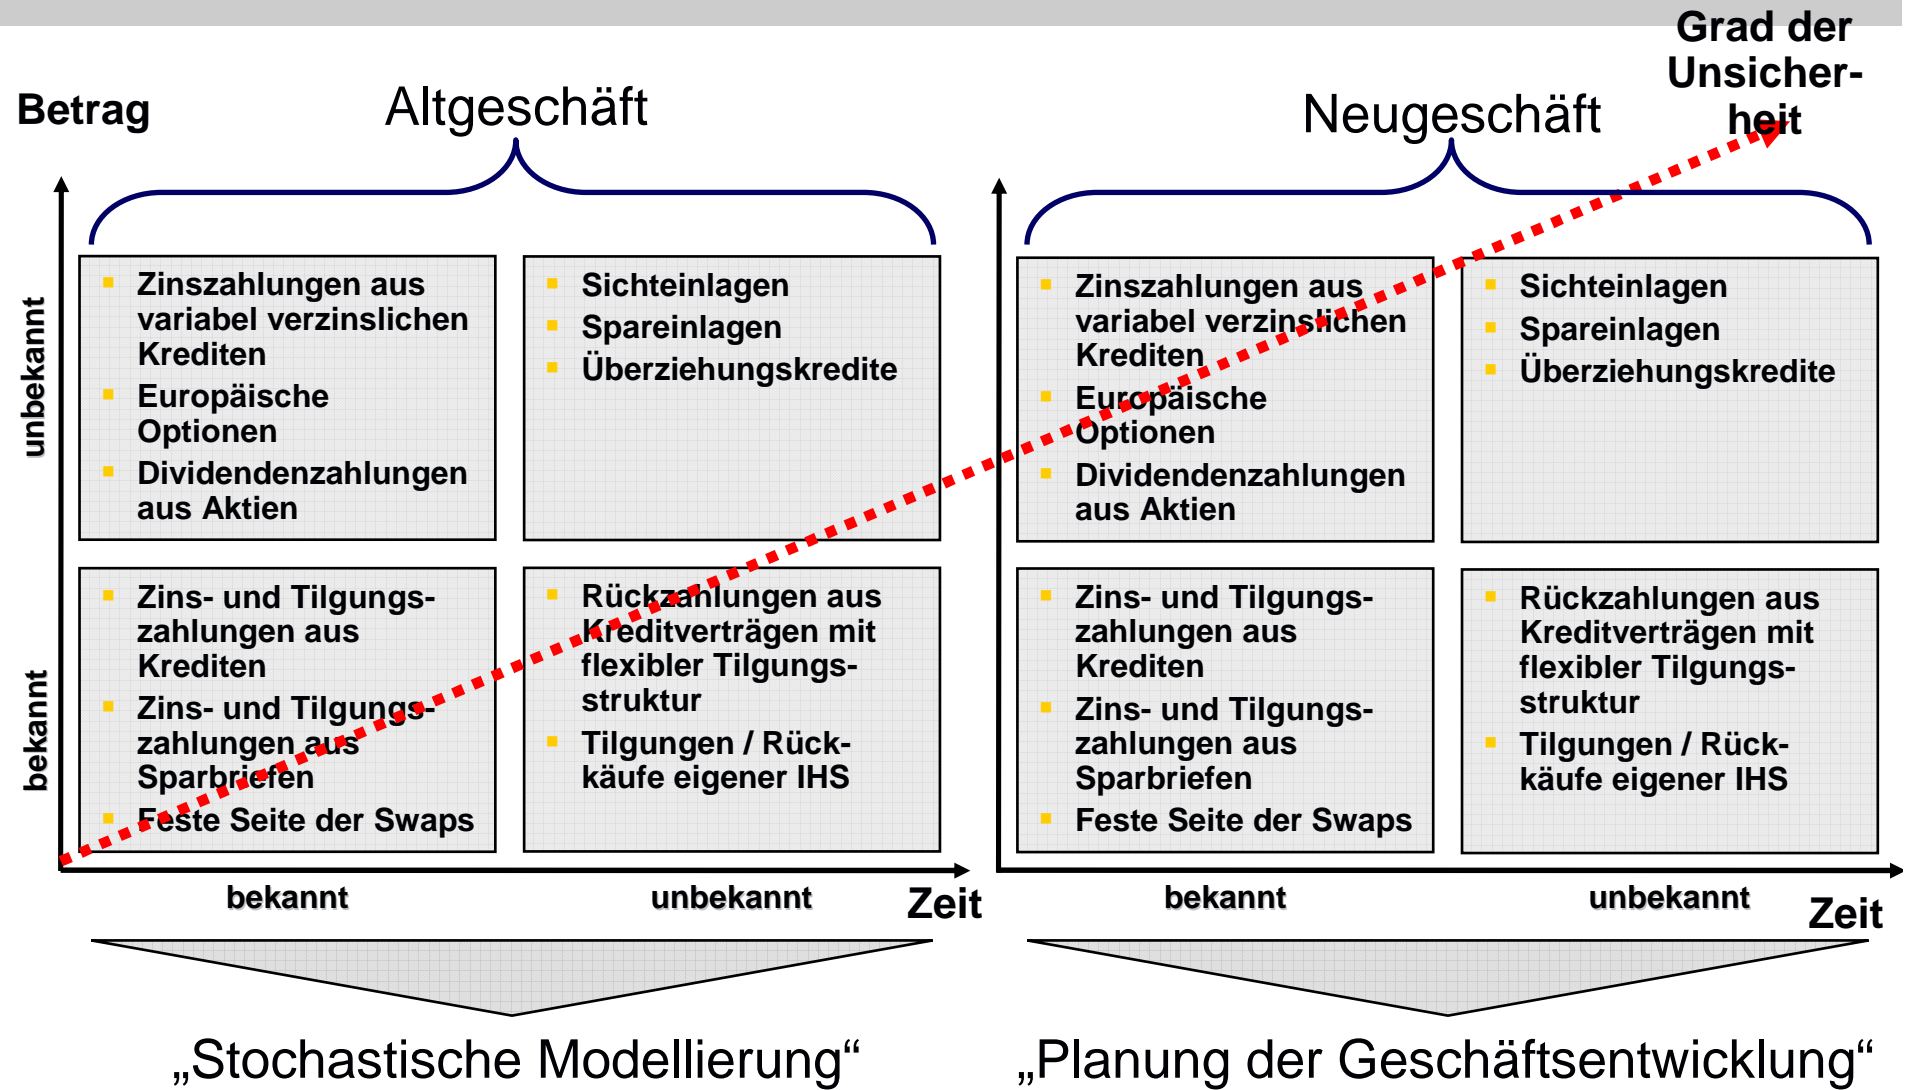 Grad der
Unsicher-
heit
Betrag
Altgeschäft
Neugeschäft
unbekannt
Zinszahlungen aus
variabel verzinslichen
Krediten
Europäische
Optionen
Dividendenzahlungen
aus Aktien
Sichteinlagen
Spareinlagen
Überziehungskredite
bekannt
Zins- und Tilgungs-
zahlungen aus
Krediten
Zins- und Tilgungs-
zahlungen aus
Sparbriefen
Feste Seite der Swaps
Rückzahlungen aus
Kreditverträgen mit
flexibler Tilgungs-
struktur
Tilgungen / Rück-
käufe eigener IHS
bekannt
unbekannt
Zeit
Zinszahlungen aus
variabel verzinslichen
Krediten
Europäische
Optionen
Dividendenzahlungen
aus Aktien
Sichteinlagen
Spareinlagen
Überziehungskredite
Zins- und Tilgungs-
zahlungen aus
Krediten
Zins- und Tilgungs-
zahlungen aus
Sparbriefen
Feste Seite der Swaps
Rückzahlungen aus
Kreditverträgen mit
flexibler Tilgungs-
struktur
Tilgungen / Rück-
käufe eigener IHS
bekannt
unbekannt
Zeit
„Stochastische Modellierung“
„Planung der Geschäftsentwicklung“